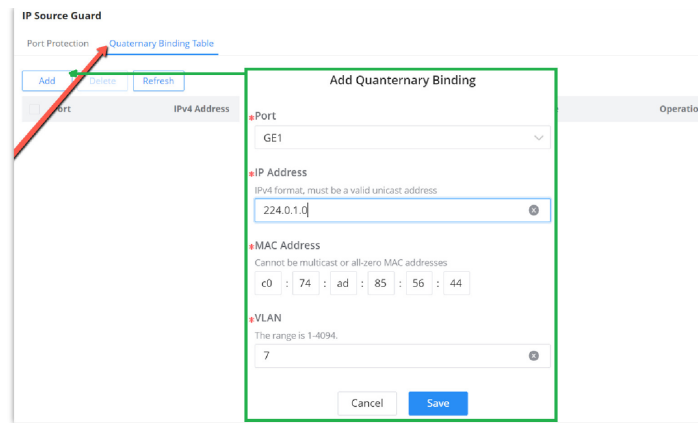 IP Source Guard
Port Protection Quaternary Binding Table
Add Delete Refresh
Port IPv4 Address Operatio
Add Quanternary Binding
*Port
GE1
*IP Address
IPv4 format, must be a valid unicast address
224.0.1.0
*MAC Address
Cannot be multicast or all-zero MAC addresses
c0 : 74 : ad : 85 : 56 : 44
*VLAN
The range is 1-4094.
7
Cancel Save